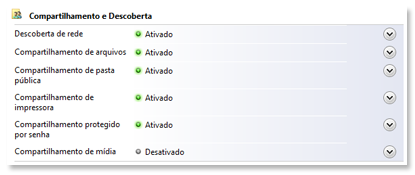 Compartilhamento e Descoberta
Descoberta de rede Ativado
Compartilhamento de arquivos Ativado
Compartilhamento de pasta Ativado
pública
Compartilhamento de Ativado
impressora
Compartilhamento protegido Ativado
por senha
Compartilhamento de mídia Desativado